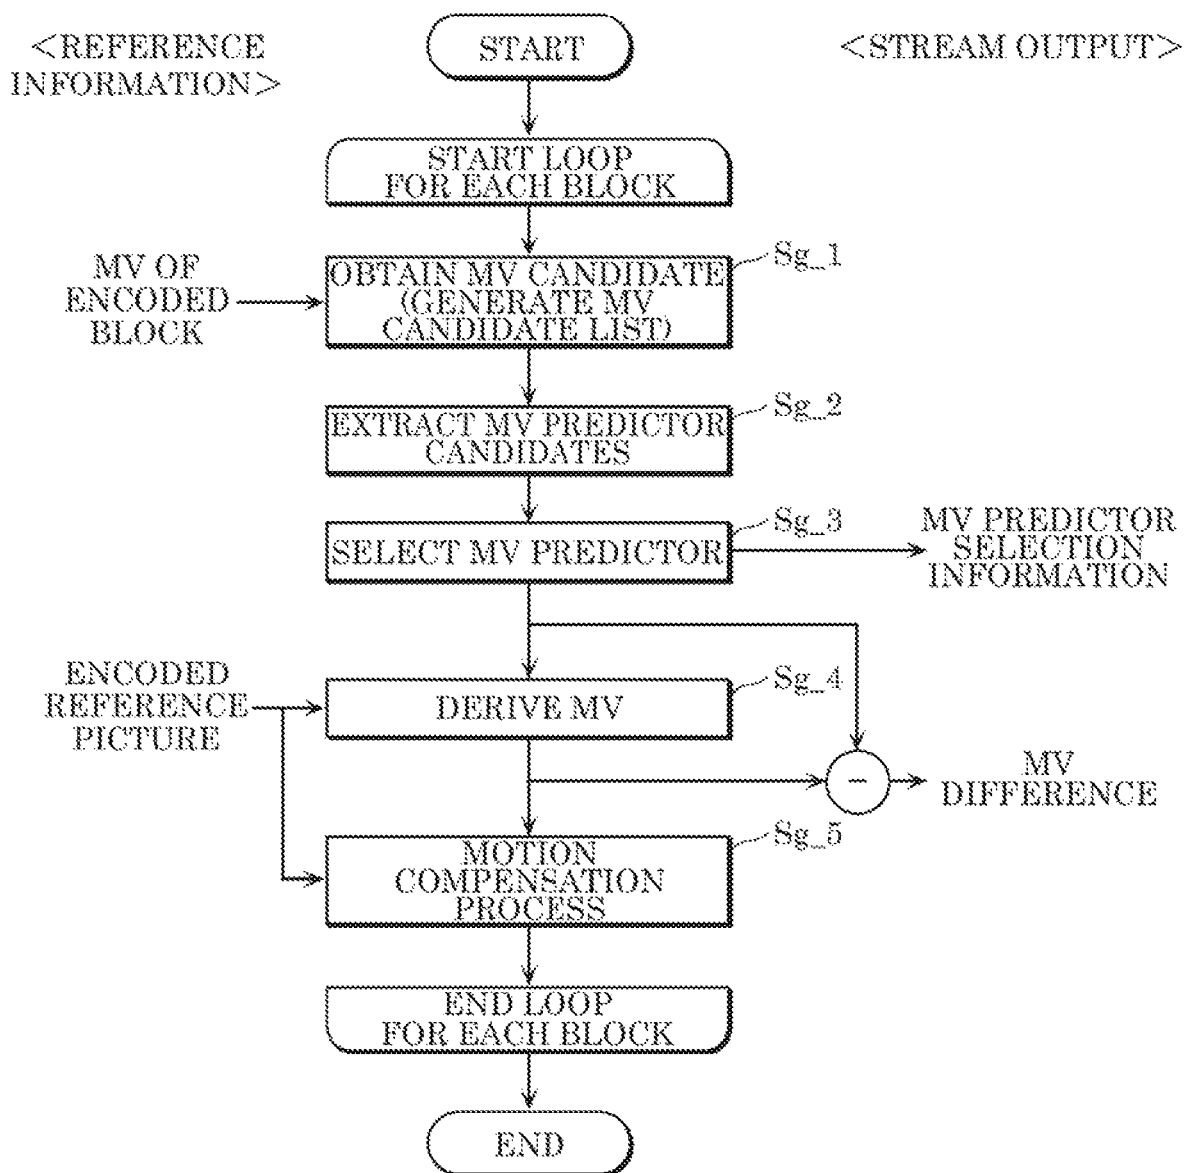 <REFERENCE
INFORMATION>
START
<STREAM OUTPUT>
START LOOP
FOR EACH BLOCK
MV OF
ENCODED
BLOCK
OBTAIN MV CANDIDATE
(GENERATE MV
CANDIDATE LIST)
Sg_1
EXTRACT MV PREDICTOR
CANDIDATES
Sg_2
SELECT MV PREDICTOR
Sg_3
MV PREDICTOR
SELECTION
INFORMATION
ENCODED
REFERENCE
PICTURE
DERIVE MV
Sg_4
−
MV
DIFFERENCE
MOTION
COMPENSATION
PROCESS
Sg_5
END LOOP
FOR EACH BLOCK
END